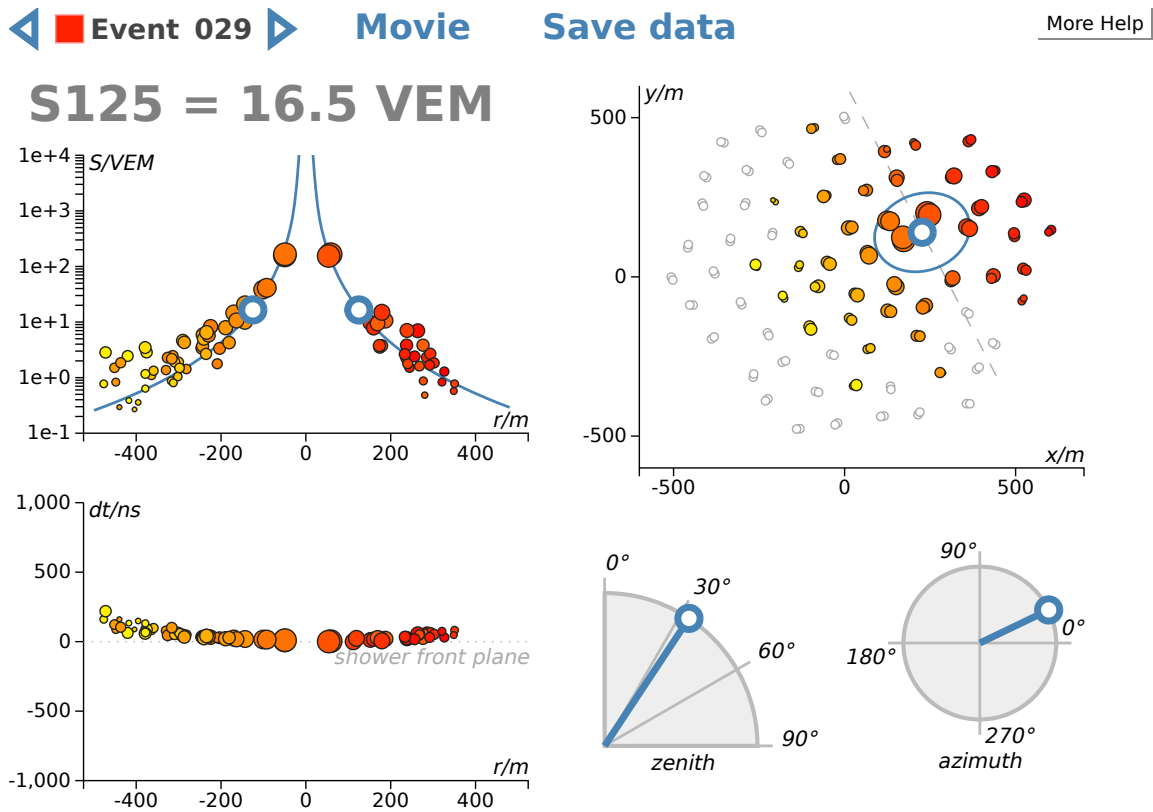 Event 029
Movie
Save data
More Help
S125 = 16.5 VEM
S/VEM
1e+4
1e+3
1e+2
1e+1
1e+0
1e-1
r/m
-400 -200 0 200 400
y/m
500
0
-500
x/m
-500 0 500
dt/ns
1,000
500
0
shower front plane
-500
-1,000
r/m
-400 -200 0 200 400
0°
30°
60°
90°
zenith
90°
0°
180°
270°
azimuth